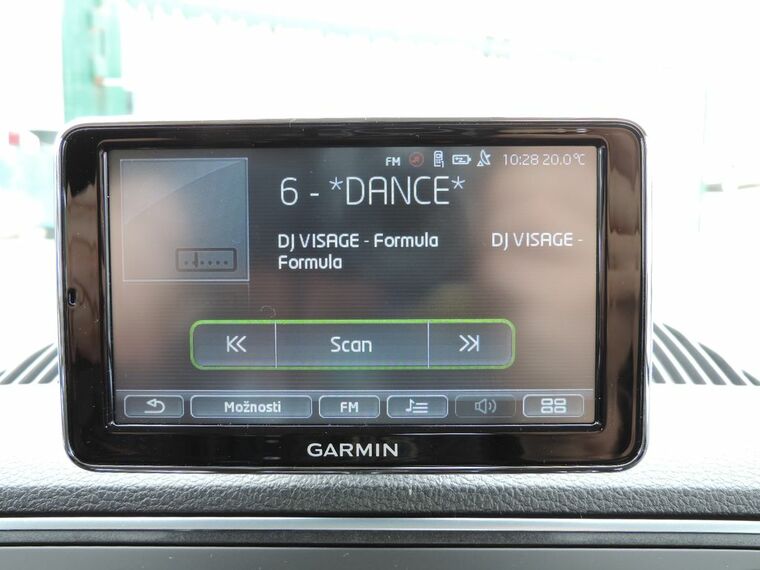 FM 10:28 20.0°C
6 - *DANCE*
DJ VISAGE - Formula DJ VISAGE -
Formula
Scan
Možnosti FM
GARMIN